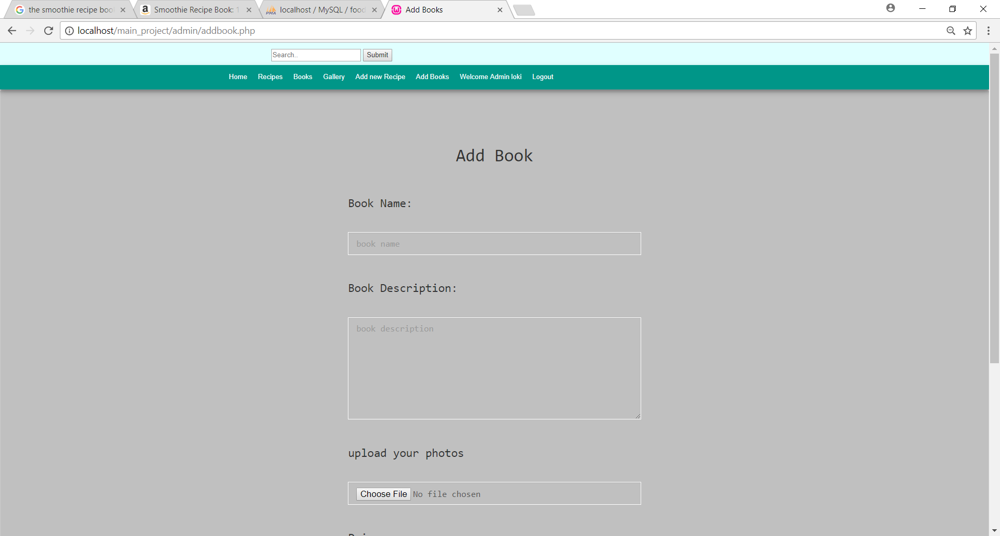 the smoothie recipe boo
Smoothie Recipe Book: 1
PMA
localhost / MySQL / food
Add Books
localhost/main_project/admin/addbook.php
Search..
Submit
Home
Recipes
Books
Gallery
Add new Recipe
Add Books
Welcome Admin loki
Logout
Add Book
Book Name:
book name
Book Description:
book description
upload your photos
Choose File No file chosen